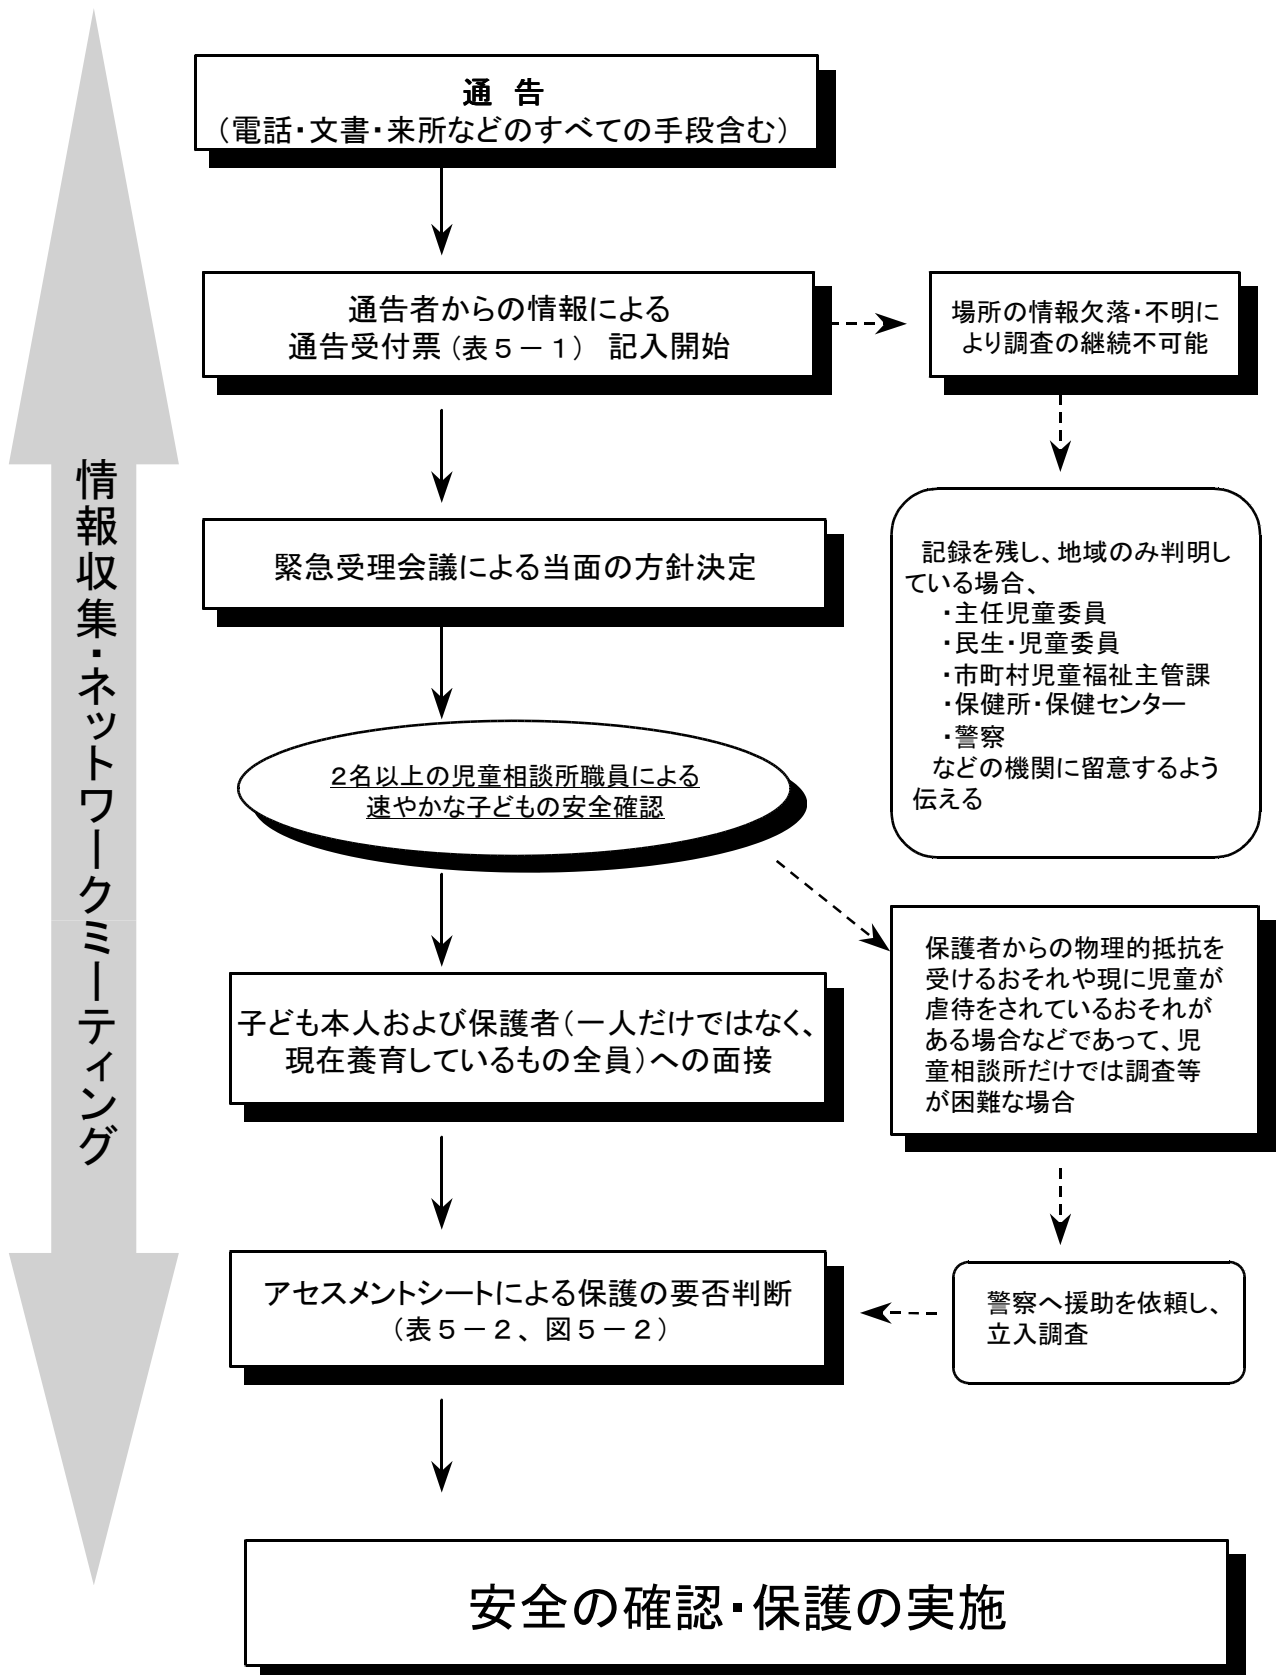 通 告
（電話・文書・来所などのすべての手段含む）
通告者からの情報による
通告受付票（表５－１） 記入開始
場所の情報欠落・不明に
より調査の継続不可能
緊急受理会議による当面の方針決定
記録を残し、地域のみ判明し
ている場合、
・主任児童委員
・民生・児童委員
・市町村児童福祉主管課
・保健所・保健センター
・警察
などの機関に留意するよう
伝える
２名以上の児童相談所職員による
速やかな子どもの安全確認
保護者からの物理的抵抗を
受けるおそれや現に児童が
虐待をされているおそれが
ある場合などであって、児
童相談所だけでは調査等
が困難な場合
子ども本人および保護者（一人だけではなく、
現在養育しているもの全員）への面接
アセスメントシートによる保護の要否判断
（表５－２、図５－２）
警察へ援助を依頼し、
立入調査
安全の確認・保護の実施
情報収集・ネットワークミーティング